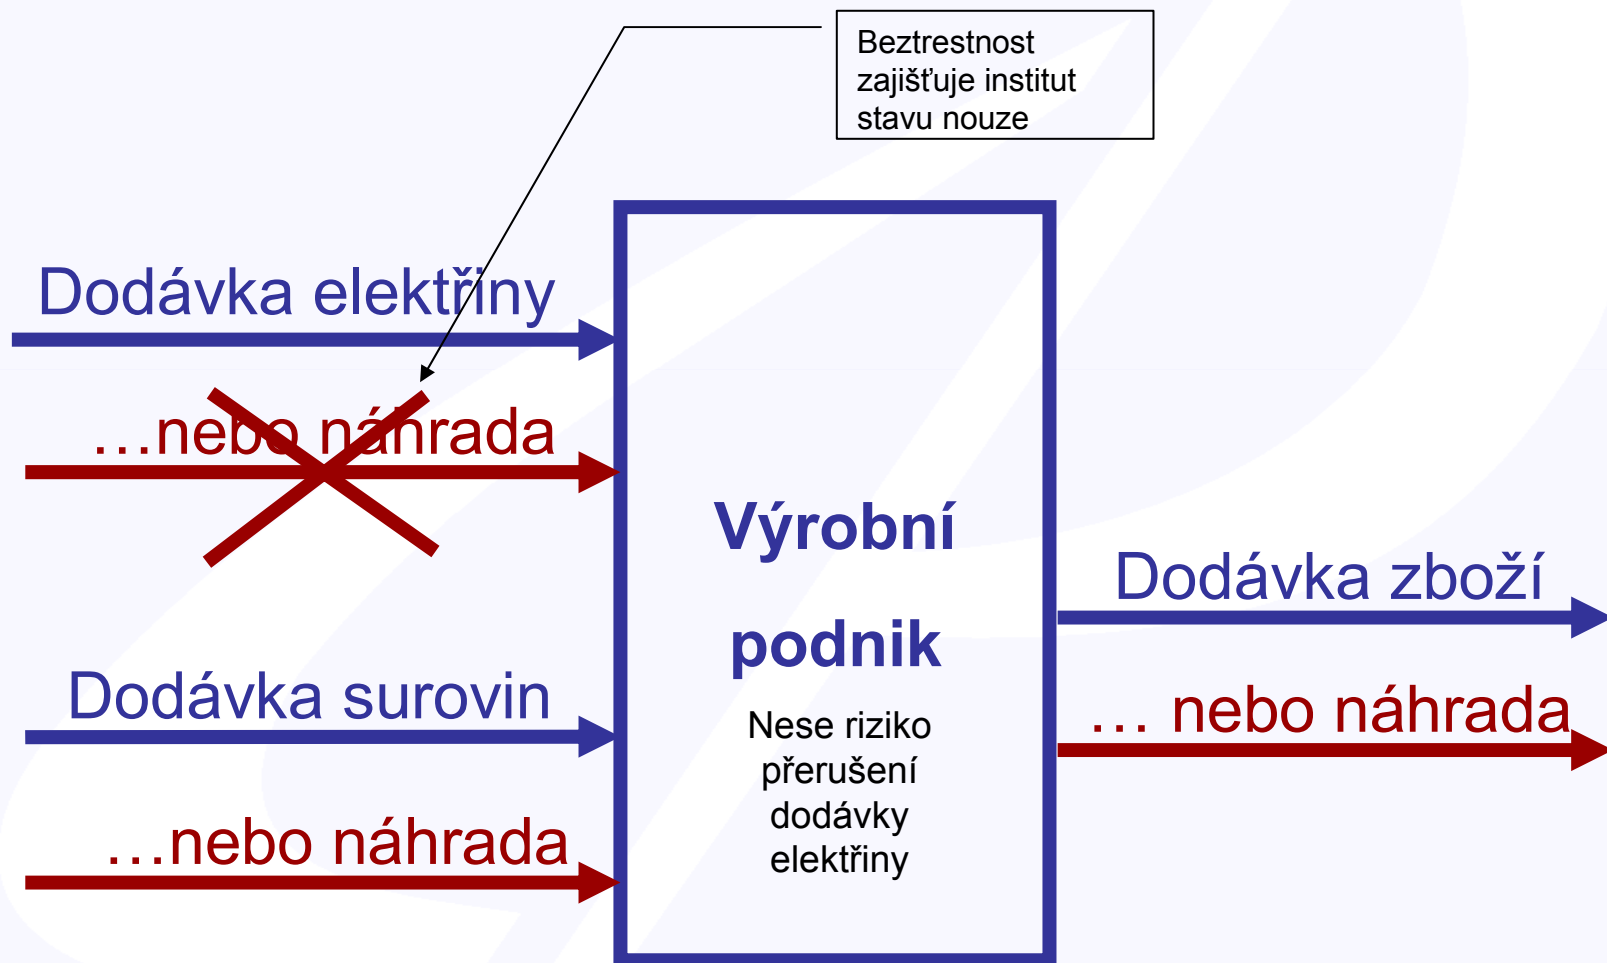 Beztrestnost
zajišťuje institut
stavu nouze
Dodávka elektřiny
…nebo náhrada
Dodávka surovin
…nebo náhrada
Výrobní
podnik
Nese riziko
přerušení
dodávky
elektřiny
Dodávka zboží
… nebo náhrada